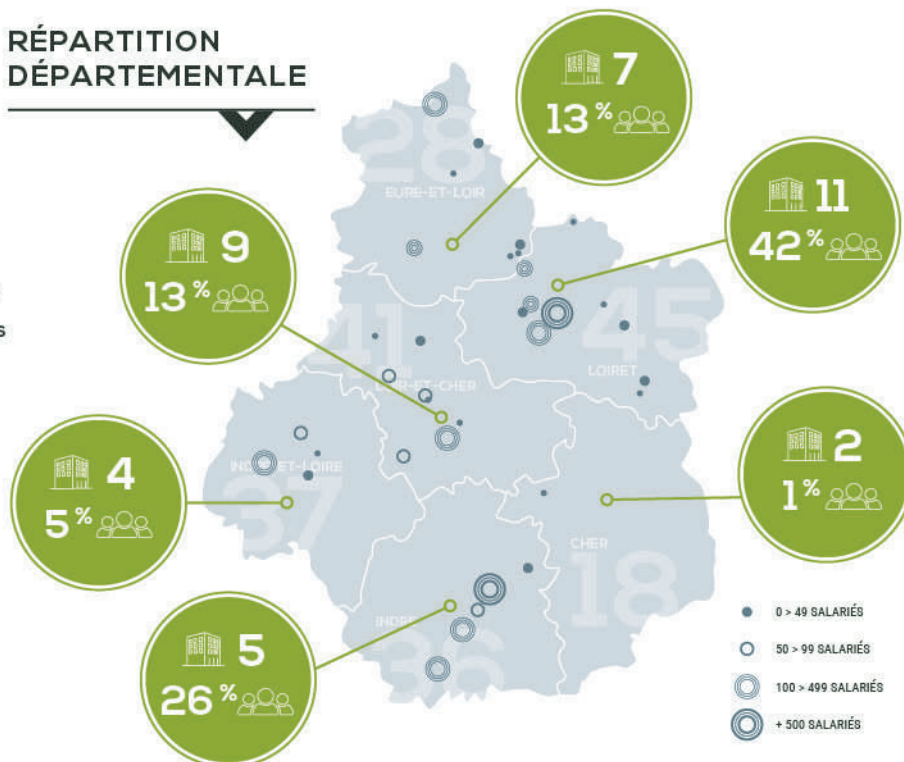 RÉPARTITION
DÉPARTEMENTALE
7
13 %
28
EURE-ET-LOIR
11
42 %
9
13 %
s
41
LOIR-ET-CHER
45
LOIRET
4
5 %
INDRE-ET-LOIRE
37
2
1 %
CHER
18
5
26 %
INDRE
36
0 > 49 SALARIÉS
50 > 99 SALARIÉS
100 > 499 SALARIÉS
+ 500 SALARIÉS